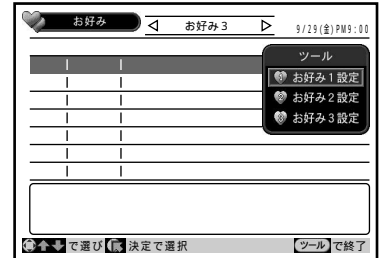 お好み お好み3 9/29(金)PM9:00
ツール
お好み1設定
お好み2設定
お好み3設定
で選び 決定で選択 ツール で終了